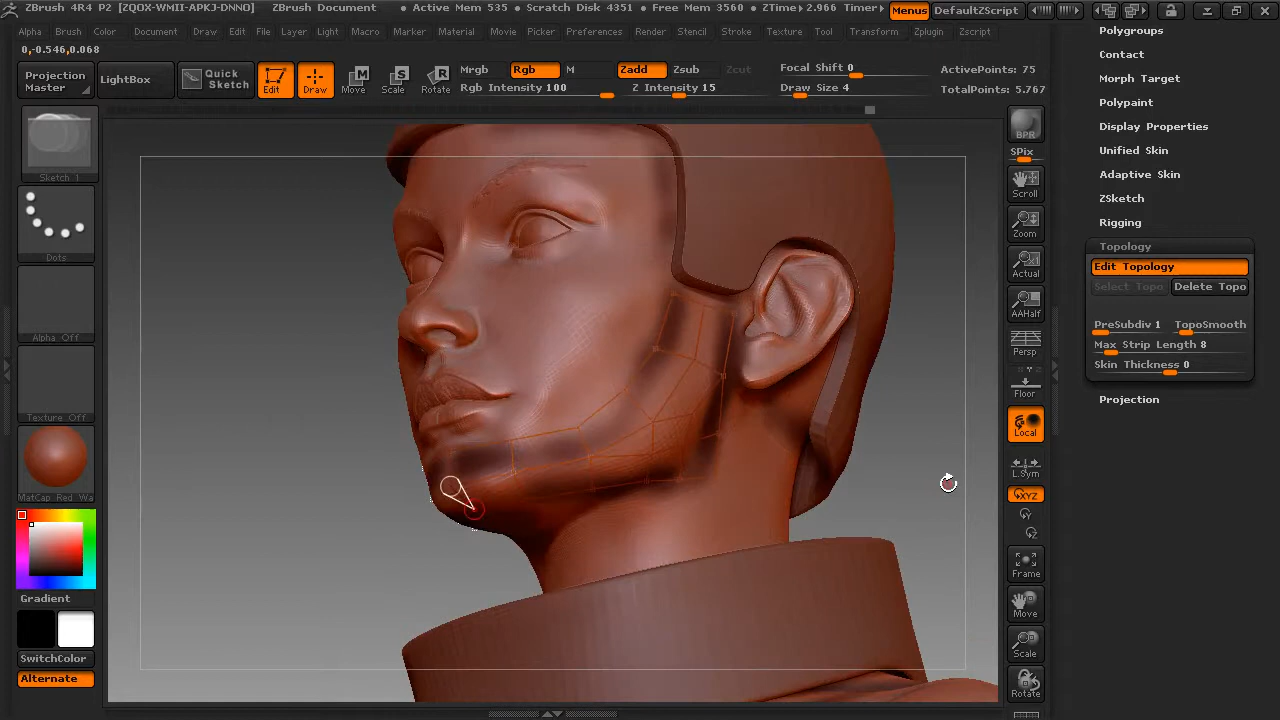 ZBrush 4R4 P2 [ZQOX-WMII-APKJ-DNNO] ZBrush Document • Active Mem 535 • Scratch Disk 4351 • Free Mem 3560 • ZTime▸2.966 Timer▸ Menus DefaultZScript
Alpha Brush Color Document Draw Edit File Layer Light Macro Marker Material Movie Picker Preferences Render Stencil Stroke Texture Tool Transform Zplugin Zscript
0,-0.546,0.068
Projection Master
LightBox
Quick Sketch
Edit
Draw
Move
Scale
Rotate
Mrgb Rgb M
Rgb Intensity 100
Zadd Zsub Zcut
Z Intensity 15
Focal Shift 0
Draw Size 4
ActivePoints: 75
TotalPoints: 5.767
Sketch 1
Dots
Alpha Off
Texture Off
MatCap Red Wa
Gradient
SwitchColor
Alternate
BPR
SPix
Scroll
Zoom
Actual
AAHalf
Persp
Floor
Local
L.Sym
XYZ
Y
Z
Frame
Move
Scale
Rotate
Polygroups
Contact
Morph Target
Polypaint
Display Properties
Unified Skin
Adaptive Skin
ZSketch
Rigging
Topology
Edit Topology
Select Topo Delete Topo
PreSubdiv 1 TopoSmooth
Max Strip Length 8
Skin Thickness 0
Projection